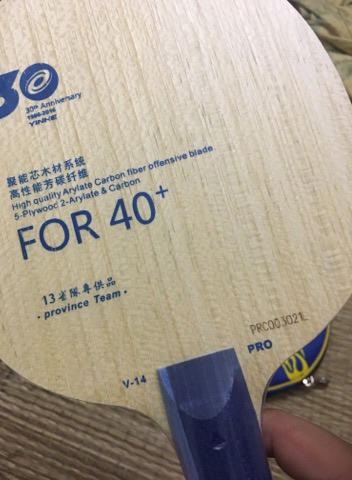 30
30th Anniversary
1986-2016
YINHE
聚能芯木材系统
高性能芳碳纤维
High quality Arylate Carbon fiber offensive blade
5-Plywood 2-Arylate & Carbon
FOR 40+
13省队专供品
· province Team ·
PRC003021L
V-14
PRO